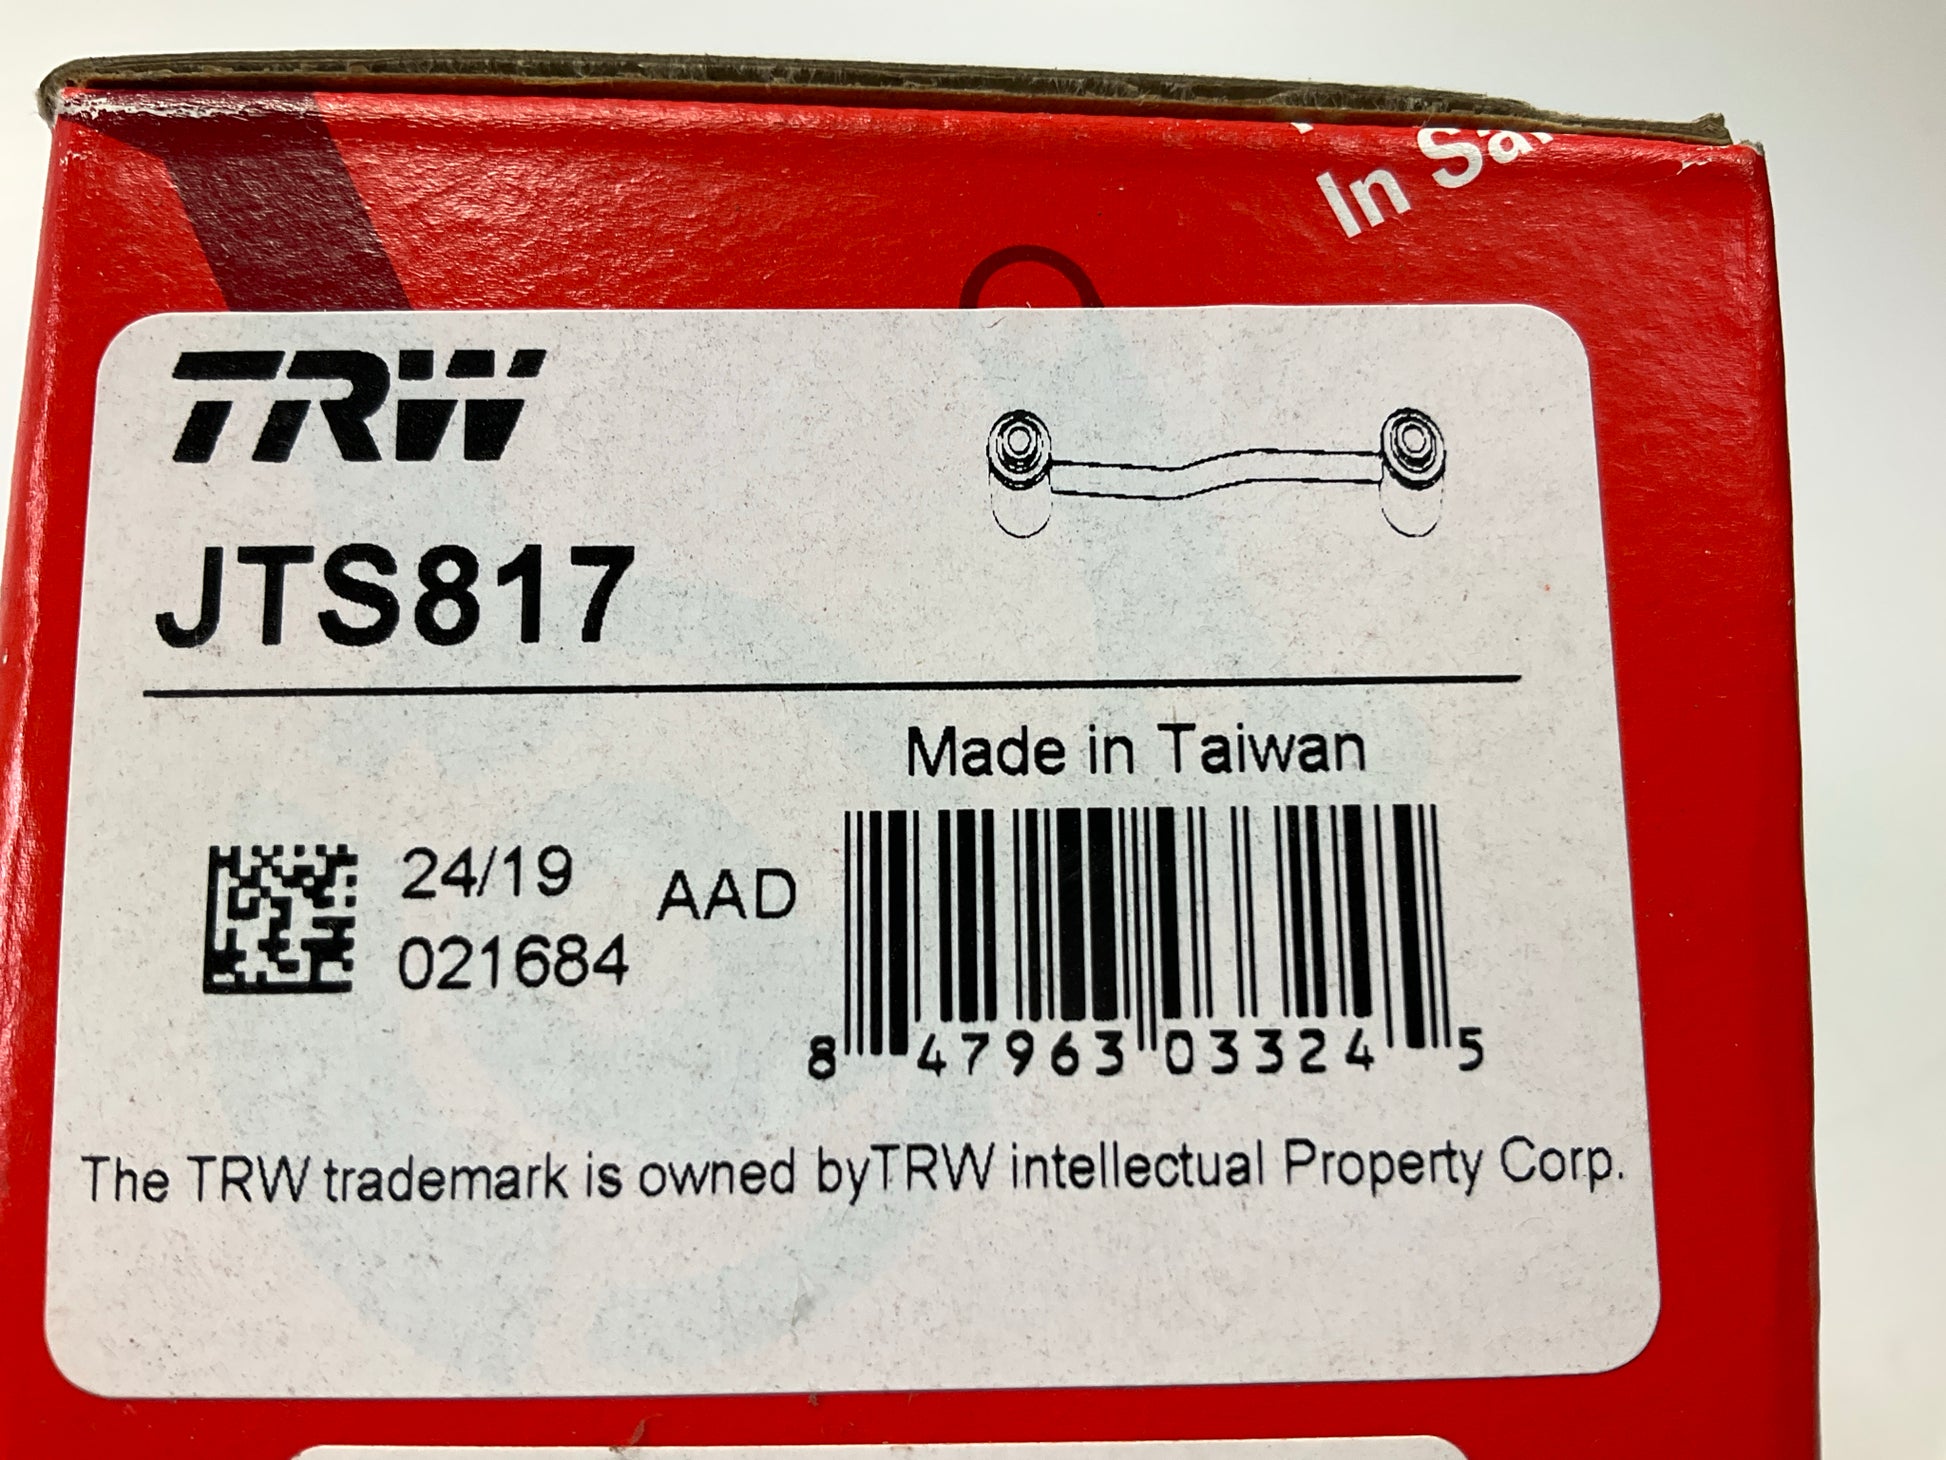 In
TRW
JTS817
Made in Taiwan
24/19
AAD
021684
8 47963 03324 5
The TRW trademark is owned byTRW intellectual Property Corp.